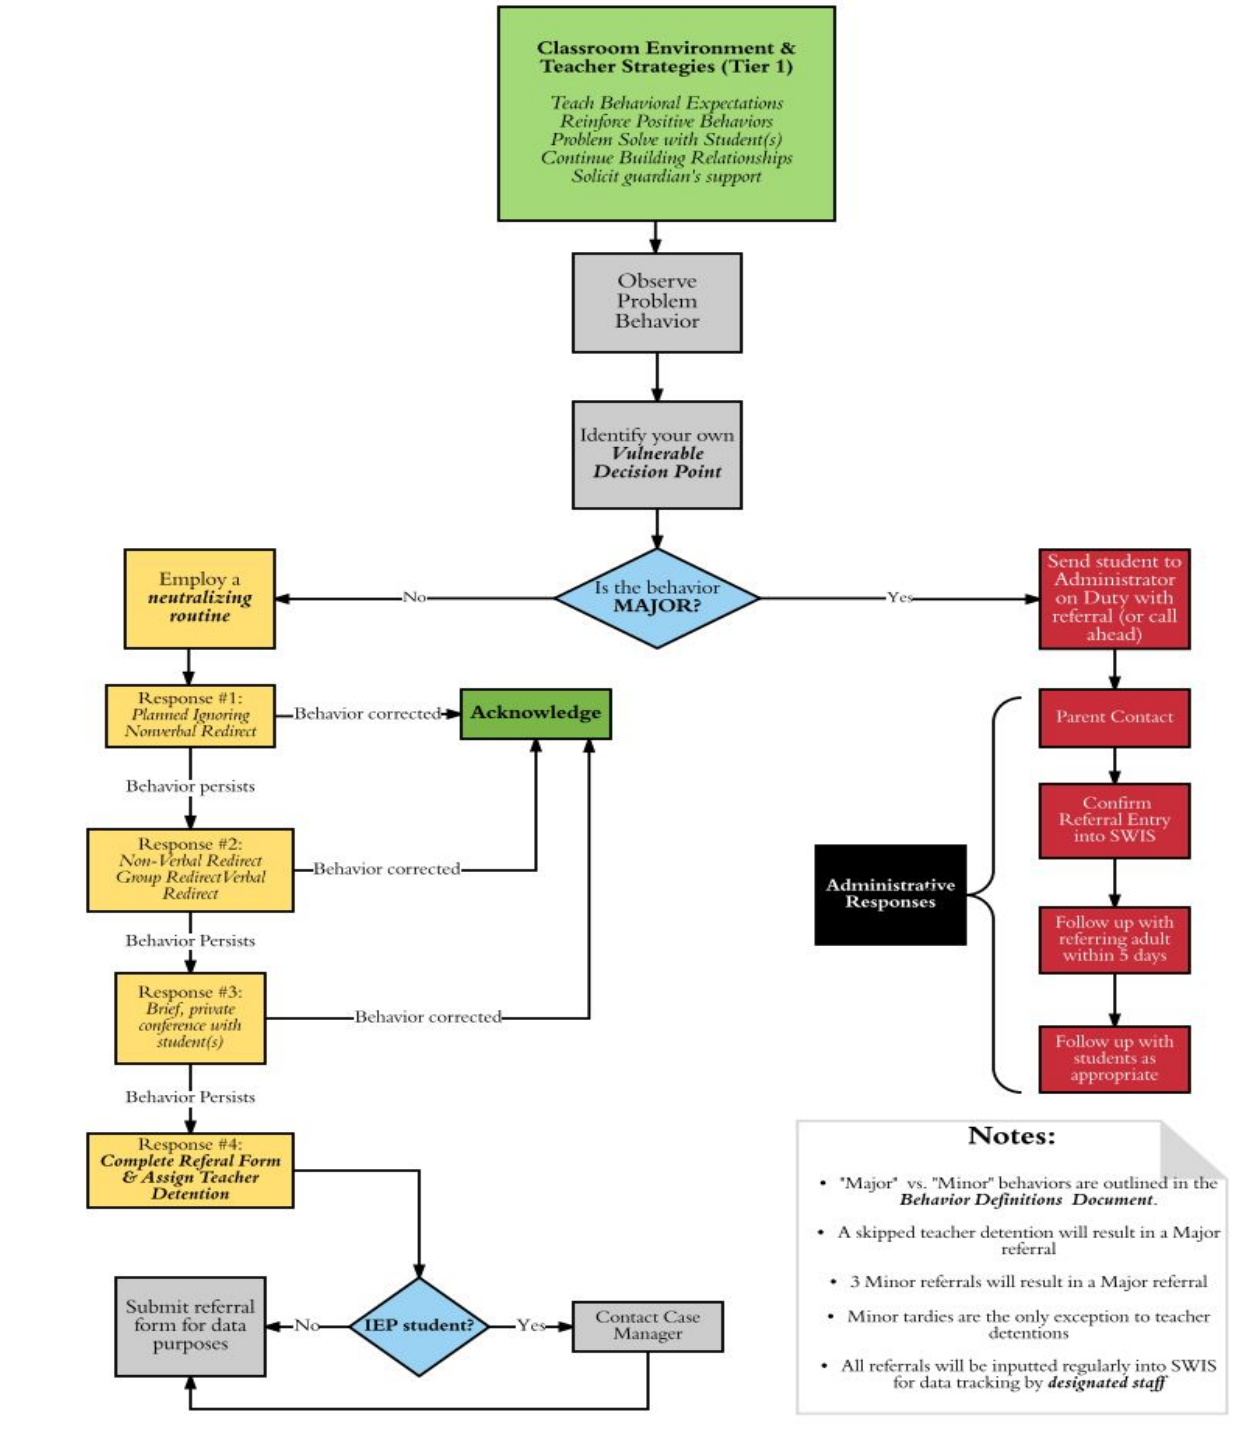 Classroom Environment &
Teacher Strategies (Tier 1)
Teach Behavioral Expectations
Reinforce Positive Behaviors
Problem Solve with Student(s)
Continue Building Relationships
Solicit guardian's support
Observe
Problem
Behavior
Identify your own
Vulnerable
Decision Point
Is the behavior
MAJOR?
No
Yes
Employ a
neutralizing
routine
Send student to
Administrator
on Duty with
referral (or call
ahead)
Response #1:
Planned Ignoring
Nonverbal Redirect
Behavior corrected
Acknowledge
Parent Contact
Behavior persists
Confirm
Referral Entry
into SWIS
Response #2:
Non-Verbal Redirect
Group RedirectVerbal
Redirect
Behavior corrected
Administrative
Responses
Behavior Persists
Follow up with
referring adult
within 5 days
Response #3:
Brief, private
conference with
student(s)
Behavior corrected
Follow up with
students as
appropriate
Behavior Persists
Response #4:
Complete Referal Form
& Assign Teacher
Detention
IEP student?
No
Yes
Submit referral
form for data
purposes
Contact Case
Manager
Notes:
• "Major" vs. "Minor" behaviors are outlined in the
Behavior Definitions Document.
• A skipped teacher detention will result in a Major
referral
• 3 Minor referrals will result in a Major referral
• Minor tardies are the only exception to teacher
detentions
• All referrals will be inputted regularly into SWIS
for data tracking by designated staff